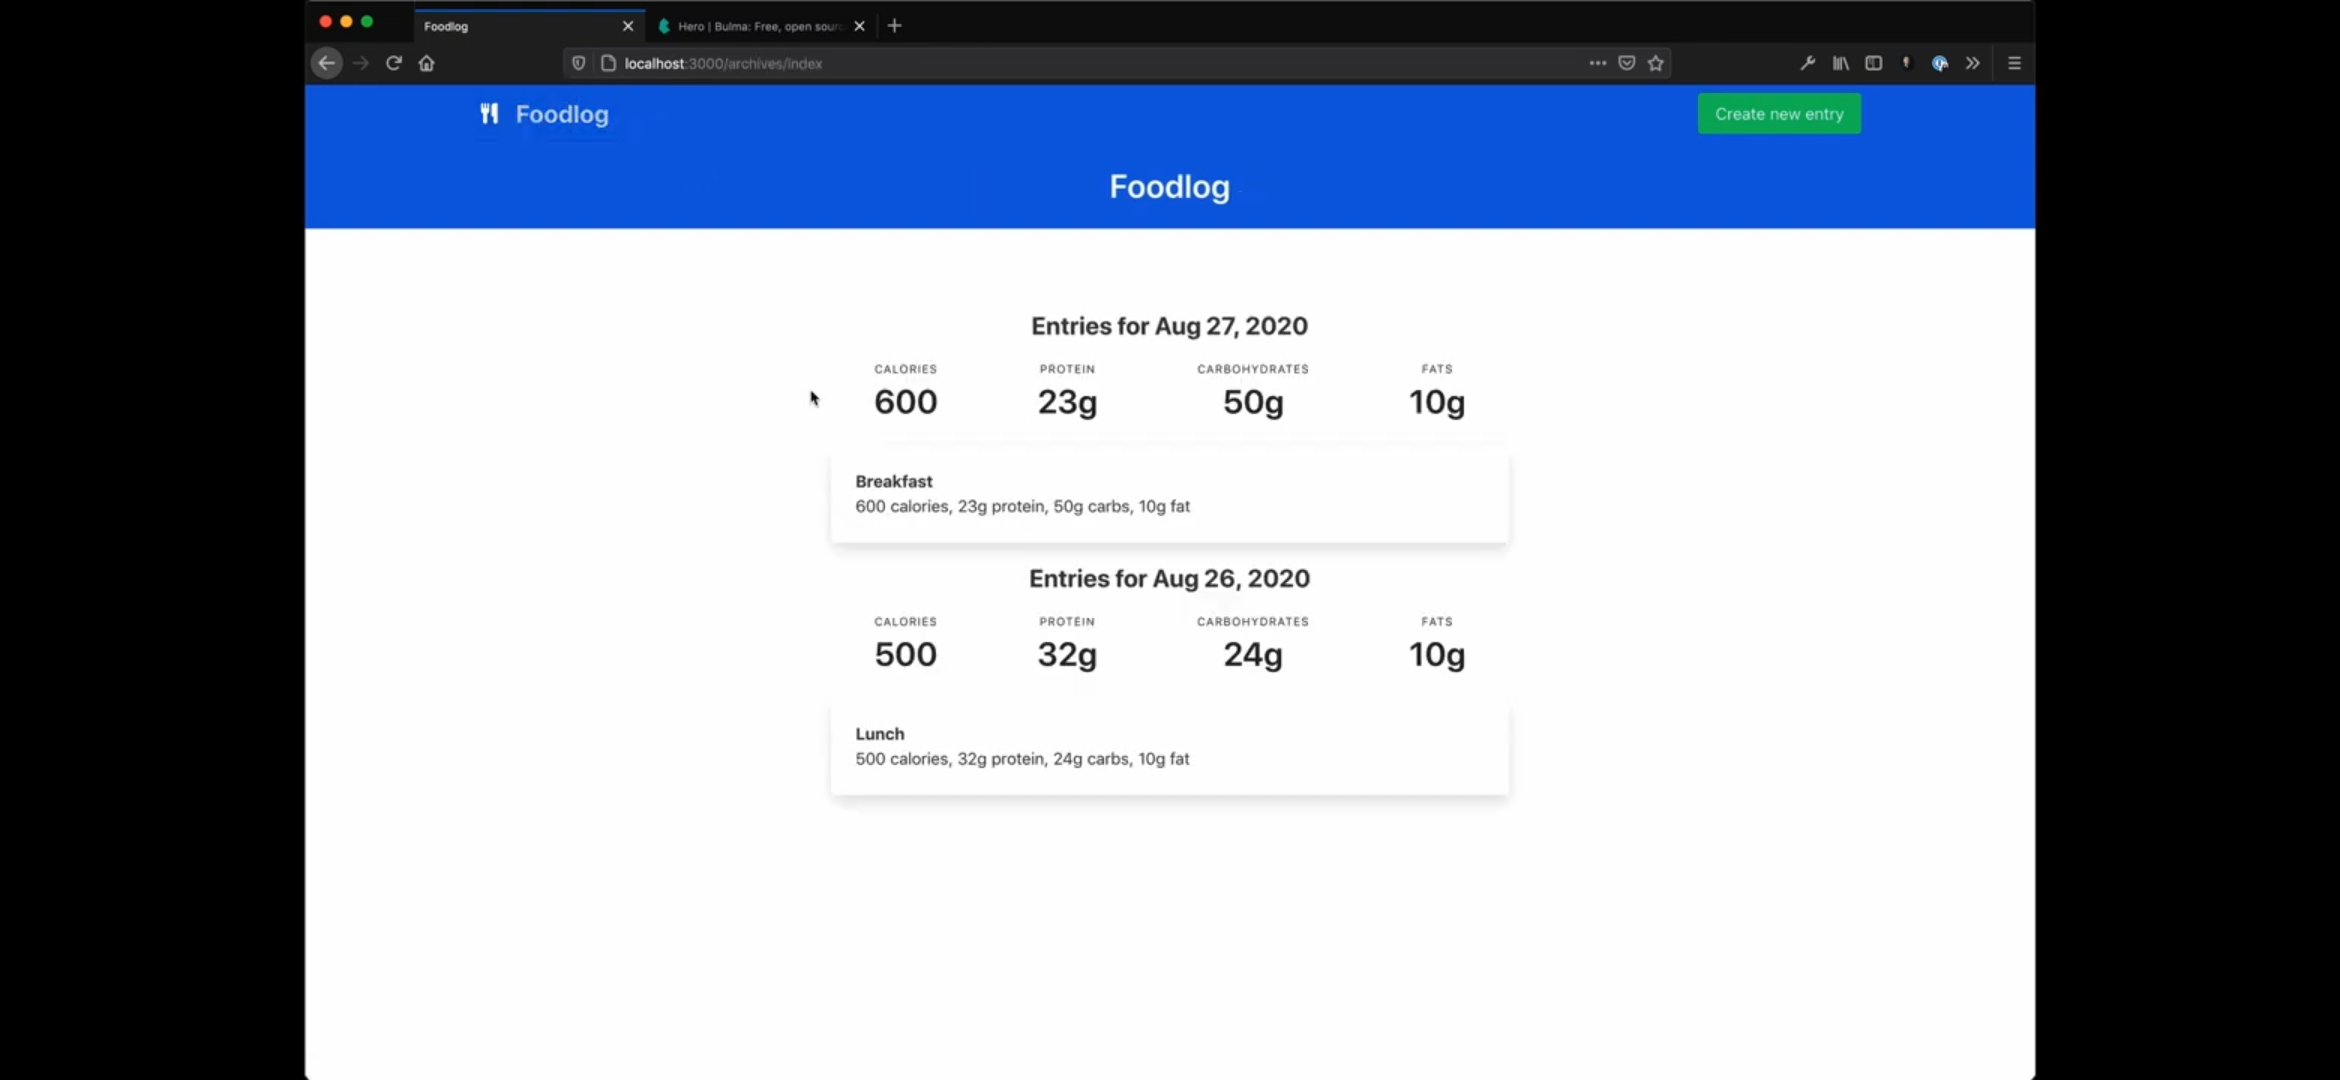 Foodlog
Hero | Bulma: Free, open sour
localhost:3000/archives/index
Foodlog
Create new entry
Foodlog
Entries for Aug 27, 2020
CALORIES PROTEIN CARBOHYDRATES FATS
600 23g 50g 10g
Breakfast
600 calories, 23g protein, 50g carbs, 10g fat
Entries for Aug 26, 2020
CALORIES PROTEIN CARBOHYDRATES FATS
500 32g 24g 10g
Lunch
500 calories, 32g protein, 24g carbs, 10g fat